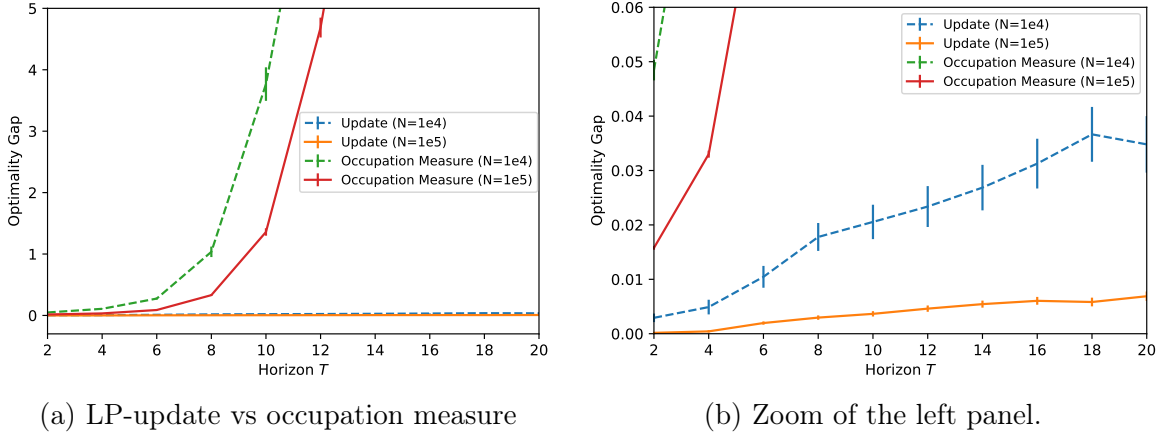 5
4
3
2
1
0
Optimality Gap
2 4 6 8 10 12 14 16 18 20
Horizon T
Update (N=1e4)
Update (N=1e5)
Occupation Measure (N=1e4)
Occupation Measure (N=1e5)
(a) LP-update vs occupation measure
0.06
0.05
0.04
0.03
0.02
0.01
0.00
Optimality Gap
2 4 6 8 10 12 14 16 18 20
Horizon T
Update (N=1e4)
Update (N=1e5)
Occupation Measure (N=1e4)
Occupation Measure (N=1e5)
(b) Zoom of the left panel.